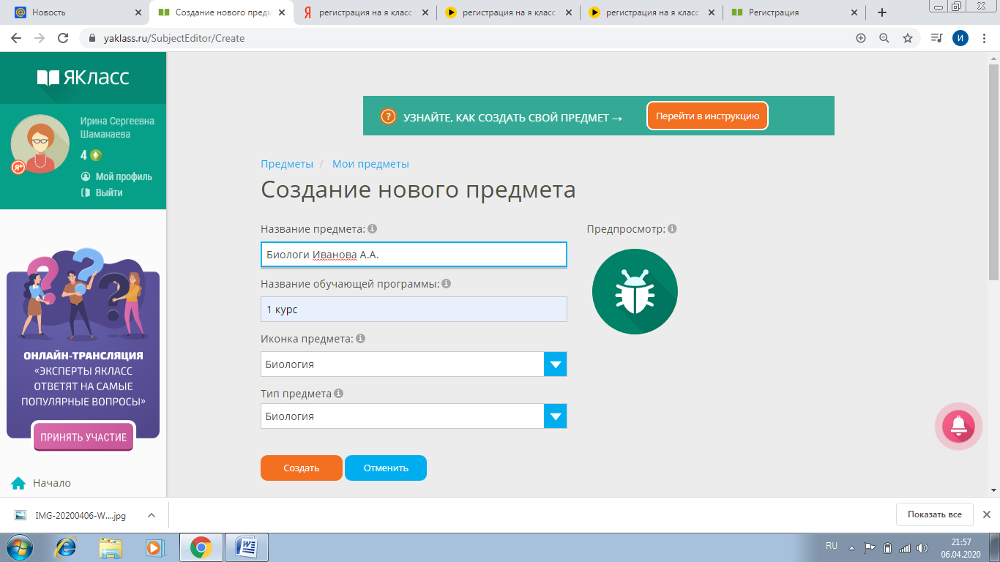 Новость
Создание нового предм
регистрация на я класс
регистрация на я класс
регистрация на я класс
Регистрация
yaklass.ru/SubjectEditor/Create
И
ЯКласс
Ирина Сергеевна
Шаманаева
4
Я+
Мой профиль
Выйти
? УЗНАЙТЕ, КАК СОЗДАТЬ СВОЙ ПРЕДМЕТ →
Перейти в инструкцию
Предметы / Мои предметы
Создание нового предмета
Название предмета:
Предпросмотр:
Биологи Иванова А.А.
Название обучающей программы:
1 курс
Иконка предмета:
Биология
Тип предмета
Биология
Создать
Отменить
ОНЛАЙН-ТРАНСЛЯЦИЯ
«ЭКСПЕРТЫ ЯКЛАСС
ОТВЕТЯТ НА САМЫЕ
ПОПУЛЯРНЫЕ ВОПРОСЫ»
ПРИНЯТЬ УЧАСТИЕ
Начало
IMG-20200406-W....jpg
Показать все
RU
21:57
06.04.2020